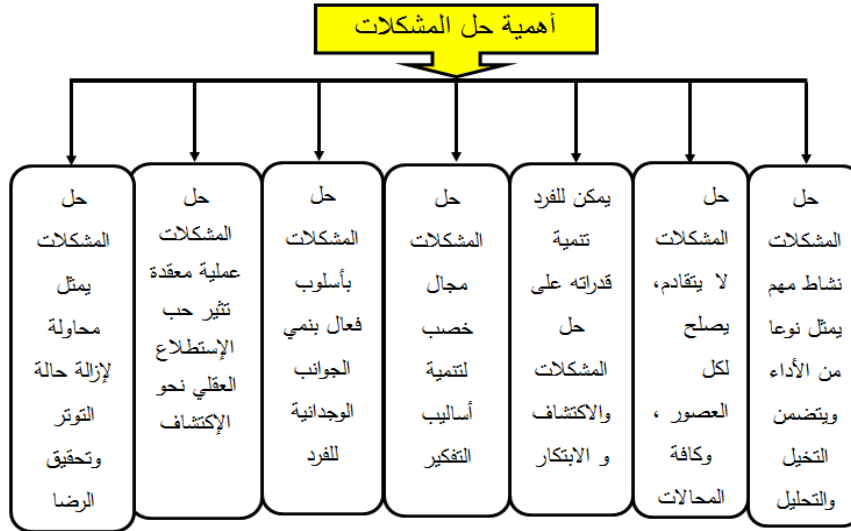 أهمية حل المشكلات
حل
المشكلات
نشاط مهم
يمثل نوعا
من الأداء
ويتضمن
التخيل
والتحليل
حل
المشكلات
لا يتقادم،
يصلح
لكل
العصور ،
وكافة
المحالات
يمكن للفرد
تنمية
قدراته على
حل
المشكلات
والاكتشاف
و الابتكار
حل
المشكلات
مجال
خصب
لتتمية
أساليب
التفكير
حل
المشكلات
بأسلوب
فعال بنمي
الجوانب
الوجدانية
للفرد
حل
المشكلات
عملية معقدة
تثير حب
الإستطلاع
العقلي نحو
الإكتشاف
حل
المشكلات
يمثل
محاولة
لإزالة حالة
التوتر
وتحقيق
الرضا